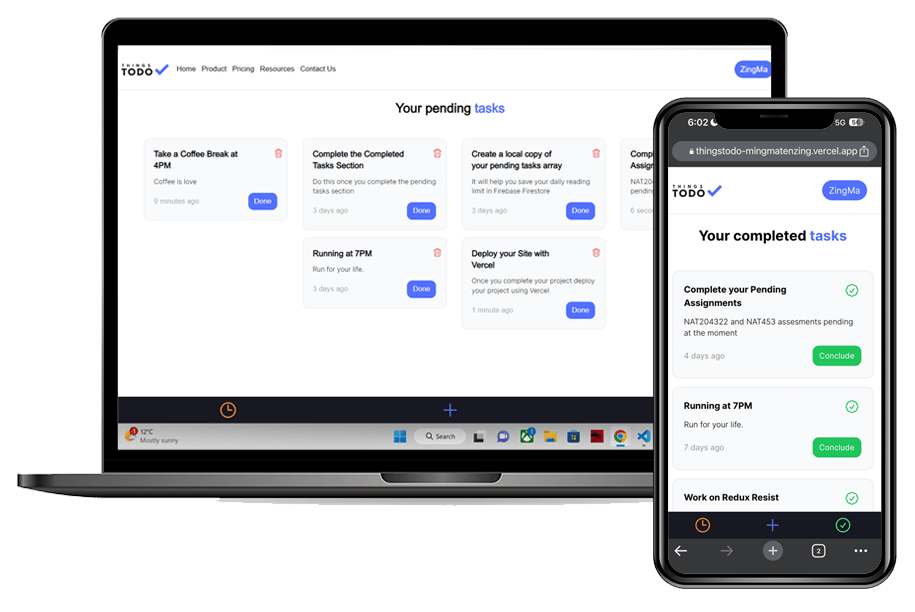 THINGS
TODO
Home Product Pricing Resources Contact Us
ZingMa
Your pending tasks
Take a Coffee Break at
4PM
Coffee is love
9 minutes ago
Done
Complete the Completed
Tasks Section
Do this once you complete the pending
tasks section
3 days ago
Done
Create a local copy of
your pending tasks array
It will help you save your daily reading
limit in Firebase Firestore
3 days ago
Done
NAT20
pending
6 seco
Running at 7PM
Run for your life.
3 days ago
Done
Deploy your Site with
Vercel
Once you complete your project deploy
your project using Vercel
1 minute ago
Done
1
12°C
Mostly sunny
Search
6:02
5G
thingstodo-mingmatenzing.vercel.app
THINGS
TODO
ZingMa
Your completed tasks
Complete your Pending
Assignments
NAT204322 and NAT453 assesments pending
at the moment
4 days ago
Conclude
Running at 7PM
Run for your life.
7 days ago
Conclude
Work on Redux Resist
2